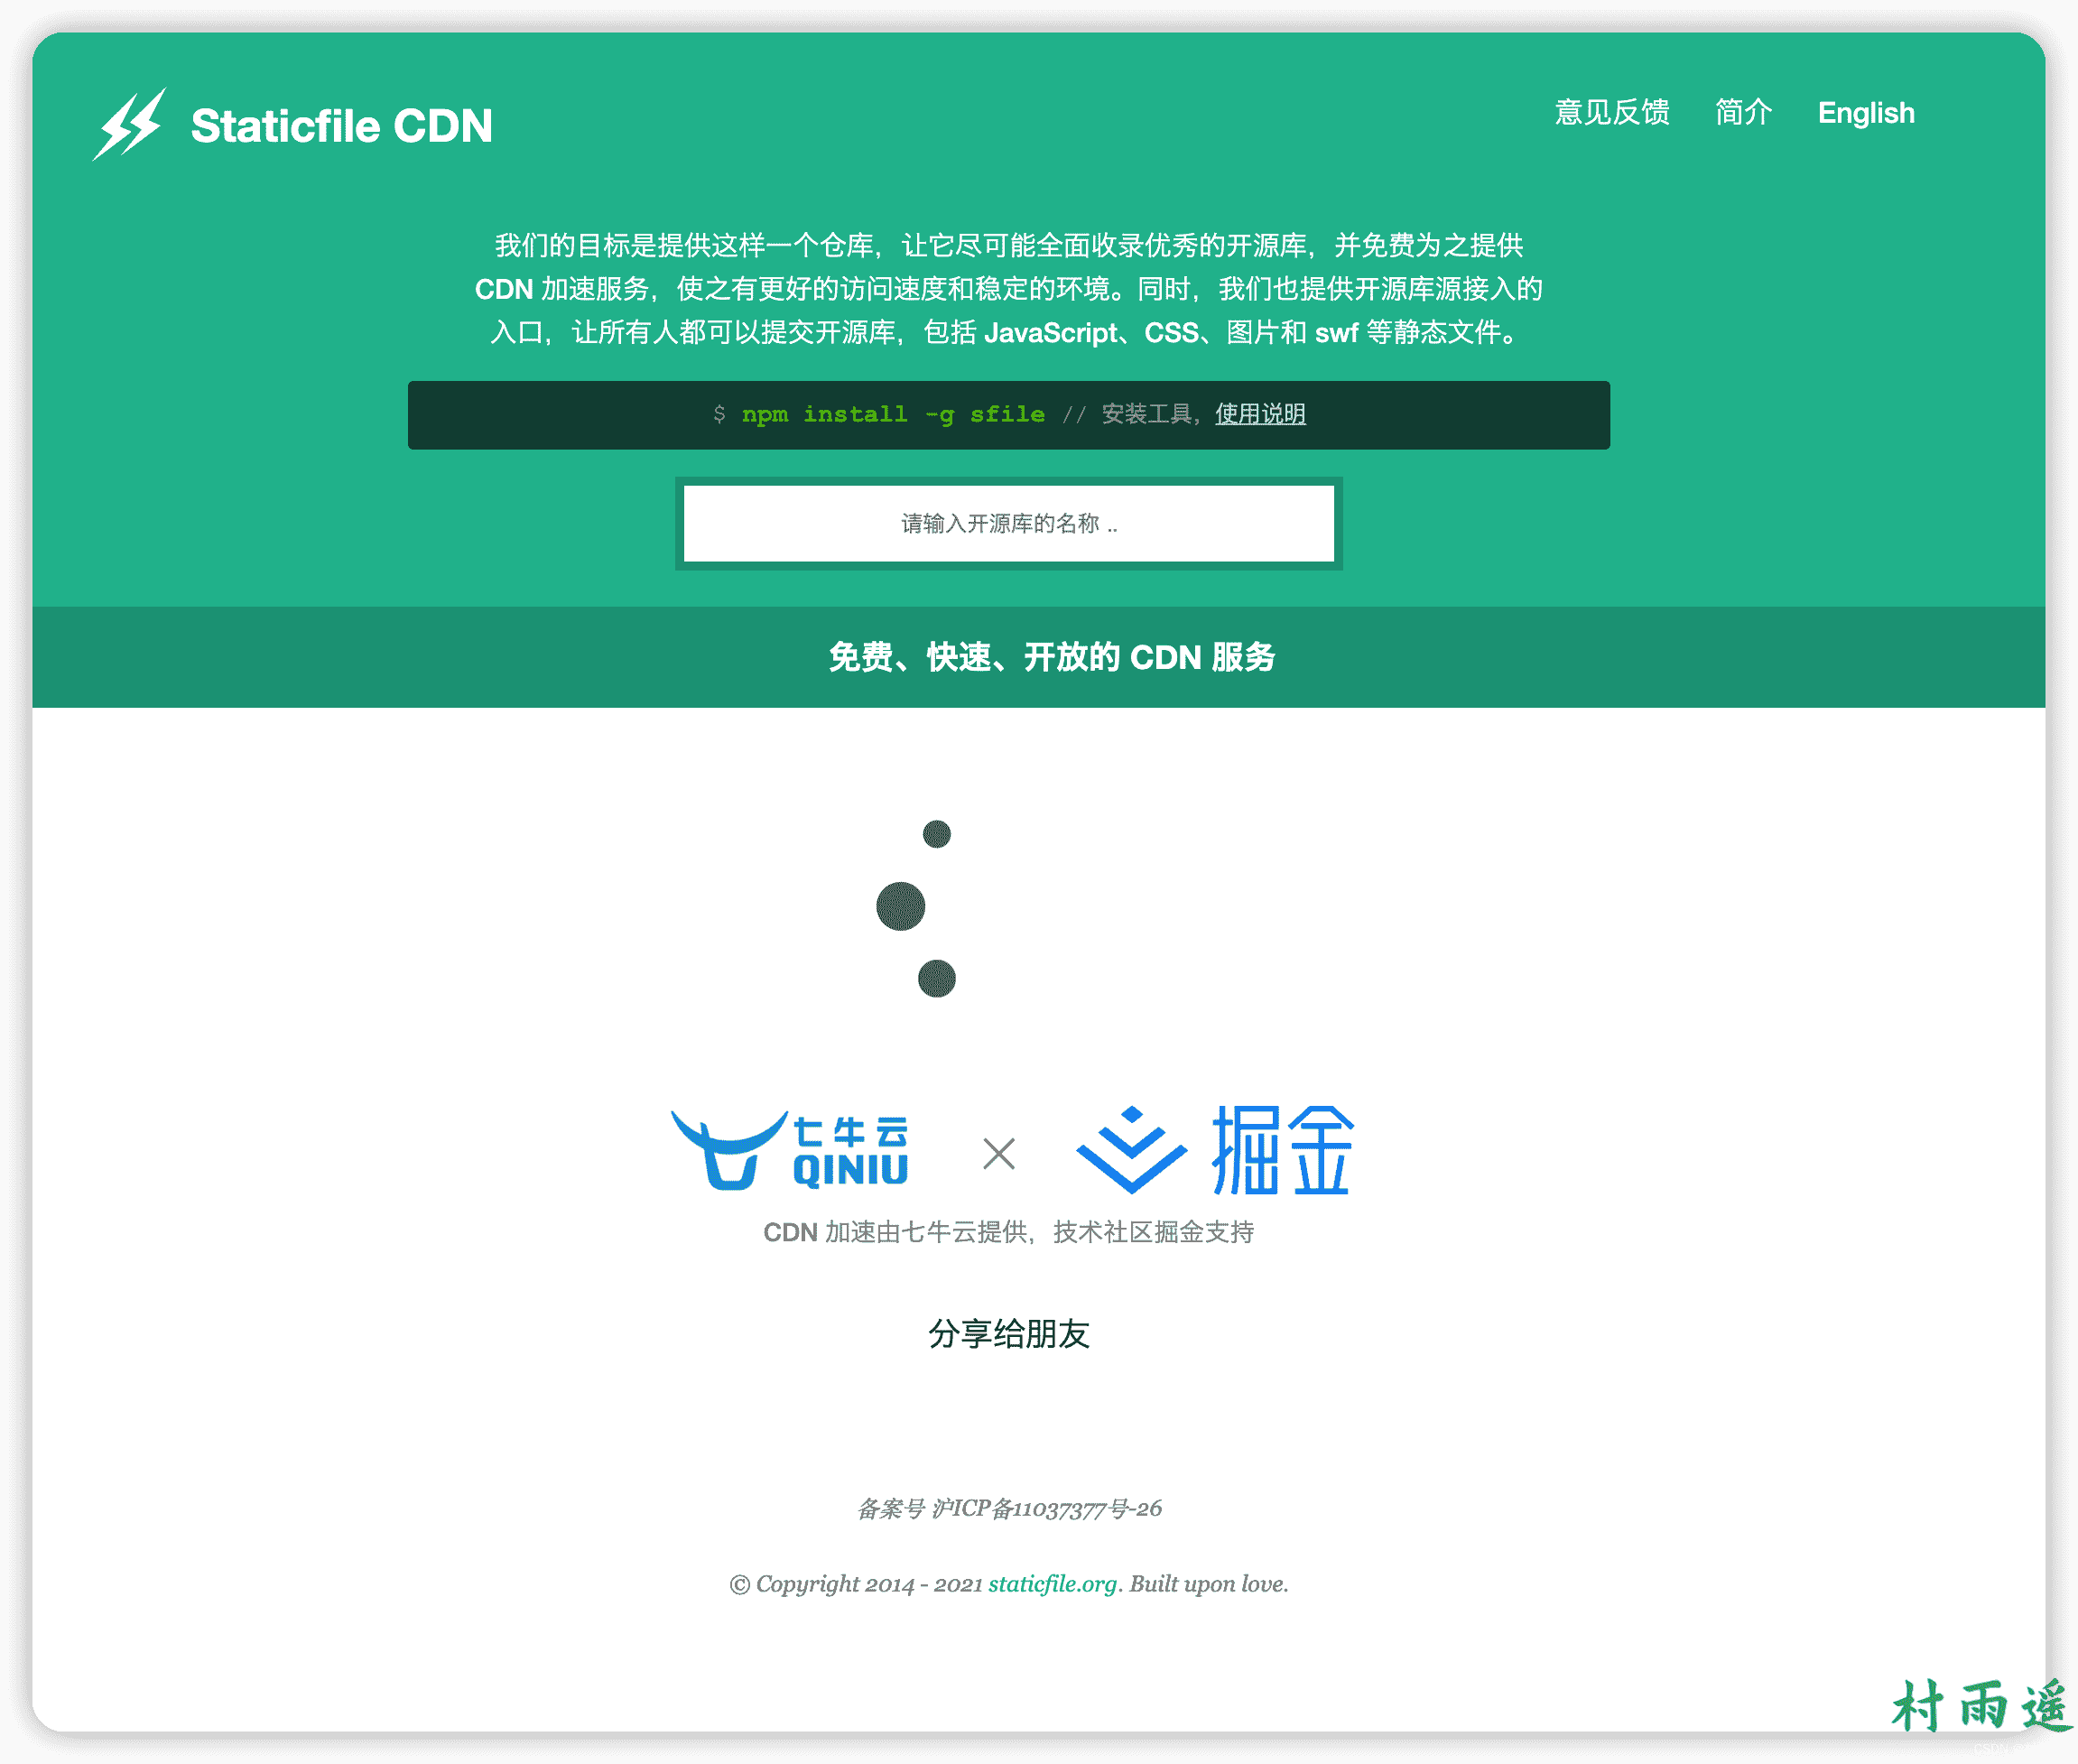 Staticfile CDN
意见反馈 简介 English
我们的目标是提供这样一个仓库，让它尽可能全面收录优秀的开源库，并免费为之提供
CDN 加速服务，使之有更好的访问速度和稳定的环境。同时，我们也提供开源库源接入的
入口，让所有人都可以提交开源库，包括 JavaScript、CSS、图片和 swf 等静态文件。
$ npm install -g sfile // 安装工具，使用说明
请输入开源库的名称 ..
免费、快速、开放的 CDN 服务
七牛云
QINIU
× 掘金
CDN 加速由七牛云提供，技术社区掘金支持
分享给朋友
备案号 沪ICP备11037377号-26
© Copyright 2014 - 2021 staticfile.org. Built upon love.
村雨遥